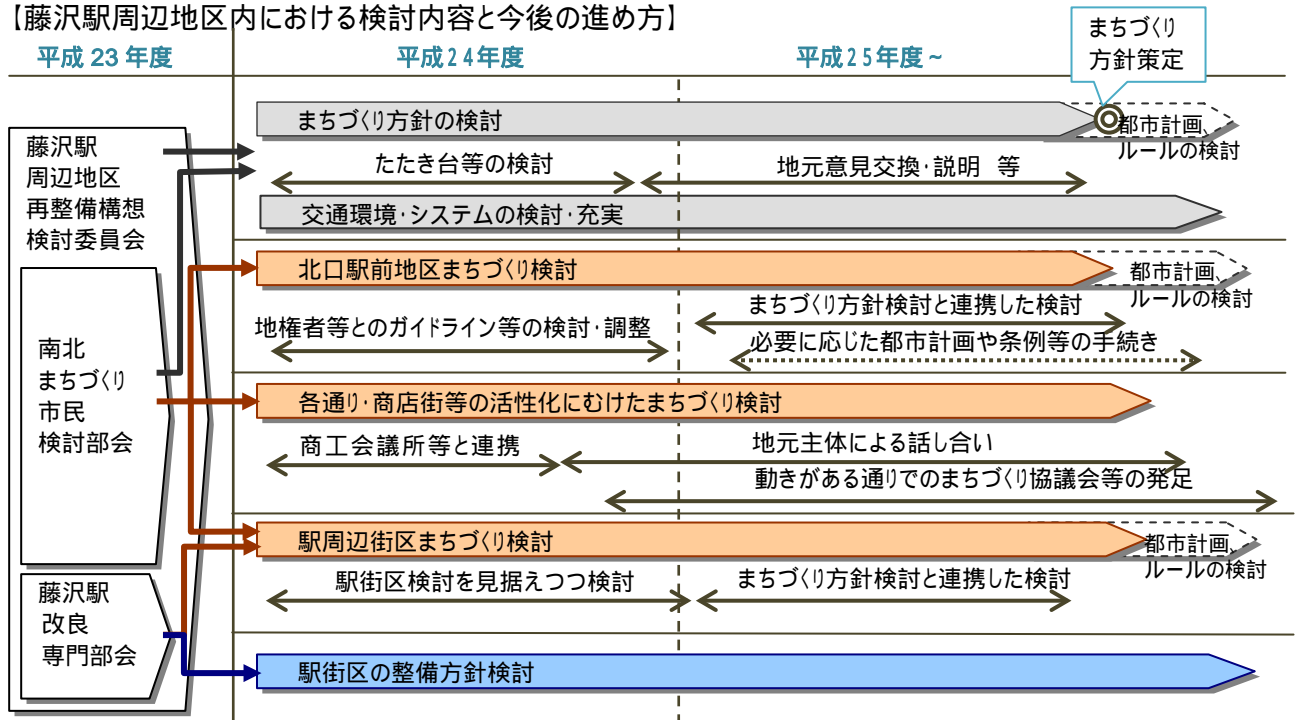 【藤沢駅周辺地区内における検討内容と今後の進め方】
平成 23 年度
平成24年度
平成25年度~
まちづくり
方針策定
藤沢駅
周辺地区
再整備構想
検討委員会
南北
まちづくり
市民
検討部会
藤沢駅
改良
専門部会
まちづくり方針の検討
都市計画、
ルールの検討
たたき台等の検討
地元意見交換・説明 等
交通環境・システムの検討・充実
北口駅前地区まちづくり検討
都市計画、
ルールの検討
まちづくり方針検討と連携した検討
地権者等とのガイドライン等の検討・調整
必要に応じた都市計画や条例等の手続き
各通り・商店街等の活性化にむけたまちづくり検討
商工会議所等と連携
地元主体による話し合い
動きがある通りでのまちづくり協議会等の発足
駅周辺街区まちづくり検討
都市計画、
ルールの検討
駅街区検討を見据えつつ検討
まちづくり方針検討と連携した検討
駅街区の整備方針検討